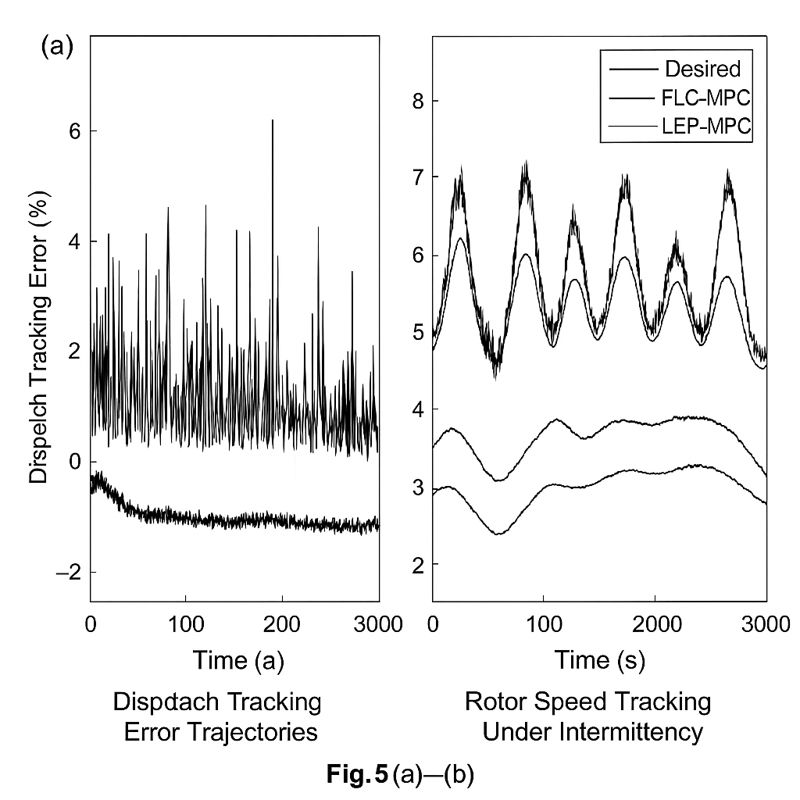 (a)
Dispelch Tracking Error (%)
6
4
2
0
–2
0 100 200 3000
Time (a)
Dispdach Tracking
Error Trajectories
8
7
6
5
4
3
2
Desired
FLC-MPC
LEP-MPC
0 100 2000 3000
Time (s)
Rotor Speed Tracking
Under Intermittency
Fig. 5 (a)—(b)